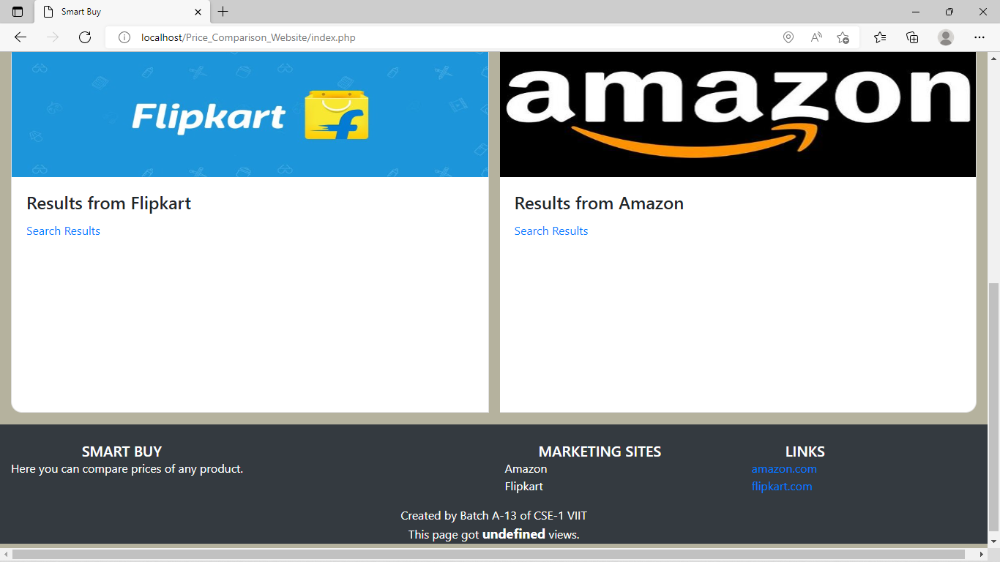 Smart Buy
localhost/Price_Comparison_Website/index.php
Flipkart
amazon
Results from Flipkart
Search Results
Results from Amazon
Search Results
SMART BUY
Here you can compare prices of any product.
MARKETING SITES
Amazon
Flipkart
LINKS
amazon.com
flipkart.com
Created by Batch A-13 of CSE-1 VIIT
This page got undefined views.